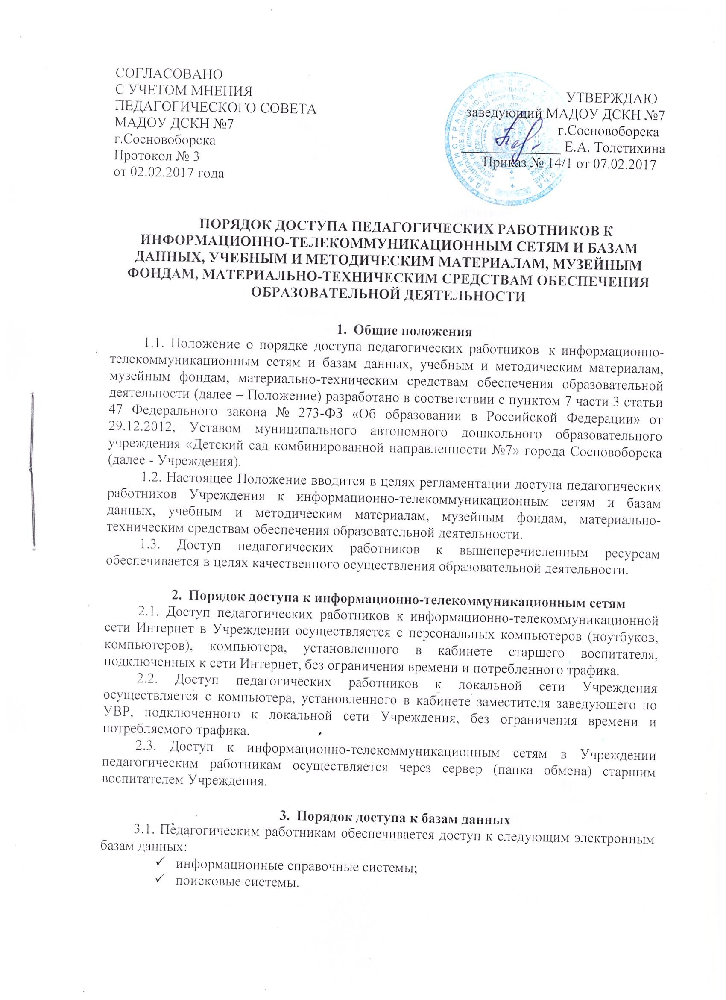 СОГЛАСОВАНО
С УЧЕТОМ МНЕНИЯ
ПЕДАГОГИЧЕСКОГО СОВЕТА
МАДОУ ДСКН №7
г.Сосновоборска
Протокол № 3
от 02.02.2017 года
УТВЕРЖДАЮ
заведующий МАДОУ ДСКН №7
г.Сосновоборска
Е.А. Толстихина
Приказ № 14/1 от 07.02.2017
ПОРЯДОК ДОСТУПА ПЕДАГОГИЧЕСКИХ РАБОТНИКОВ К
ИНФОРМАЦИОННО-ТЕЛЕКОММУНИКАЦИОННЫМ СЕТЯМ И БАЗАМ
ДАННЫХ, УЧЕБНЫМ И МЕТОДИЧЕСКИМ МАТЕРИАЛАМ, МУЗЕЙНЫМ
ФОНДАМ, МАТЕРИАЛЬНО-ТЕХНИЧЕСКИМ СРЕДСТВАМ ОБЕСПЕЧЕНИЯ
ОБРАЗОВАТЕЛЬНОЙ ДЕЯТЕЛЬНОСТИ
1. Общие положения
1.1. Положение о порядке доступа педагогических работников к информационно-
телекоммуникационным сетям и базам данных, учебным и методическим материалам,
музейным фондам, материально-техническим средствам обеспечения образовательной
деятельности (далее – Положение) разработано в соответствии с пунктом 7 части 3 статьи
47 Федерального закона № 273-ФЗ «Об образовании в Российской Федерации» от
29.12.2012, Уставом муниципального автономного дошкольного образовательного
учреждения «Детский сад комбинированной направленности №7» города Сосновоборска
(далее - Учреждения).
1.2. Настоящее Положение вводится в целях регламентации доступа педагогических
работников Учреждения к информационно-телекоммуникационным сетям и базам
данных, учебным и методическим материалам, музейным фондам, материально-
техническим средствам обеспечения образовательной деятельности.
1.3. Доступ педагогических работников к вышеперечисленным ресурсам
обеспечивается в целях качественного осуществления образовательной деятельности.
2. Порядок доступа к информационно-телекоммуникационным сетям
2.1. Доступ педагогических работников к информационно-телекоммуникационной
сети Интернет в Учреждении осуществляется с персональных компьютеров (ноутбуков,
компьютеров), компьютера, установленного в кабинете старшего воспитателя,
подключенных к сети Интернет, без ограничения времени и потребленного трафика.
2.2. Доступ педагогических работников к локальной сети Учреждения
осуществляется с компьютера, установленного в кабинете заместителя заведующего по
УВР, подключенного к локальной сети Учреждения, без ограничения времени и
потребляемого трафика.
2.3. Доступ к информационно-телекоммуникационным сетям в Учреждении
педагогическим работникам осуществляется через сервер (папка обмена) старшим
воспитателем Учреждения.
3. Порядок доступа к базам данных
3.1. Педагогическим работникам обеспечивается доступ к следующим электронным
базам данных:
✓ информационные справочные системы;
✓ поисковые системы.